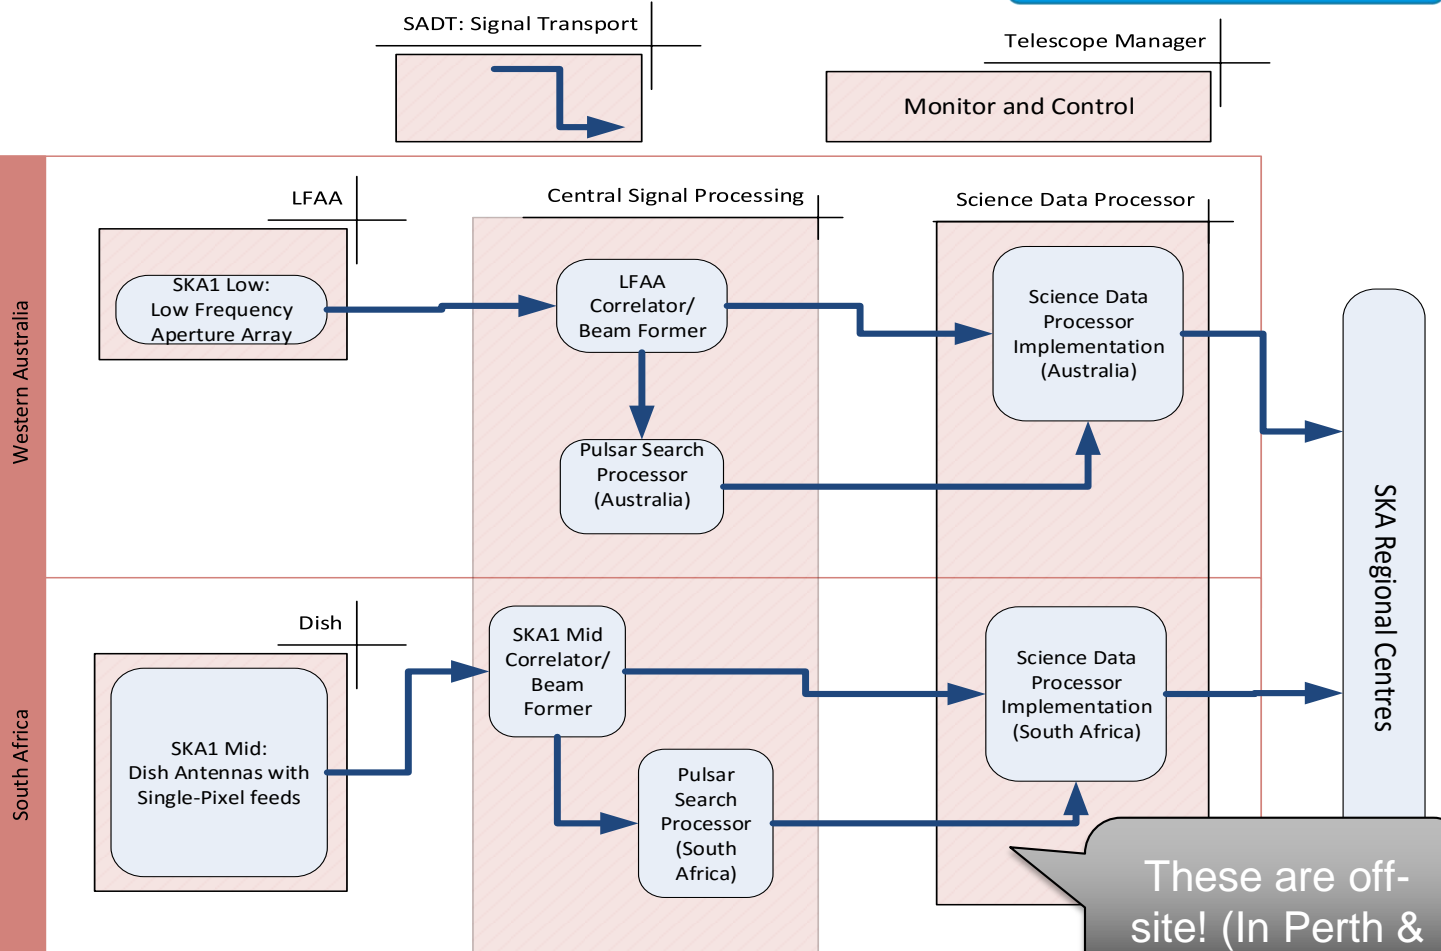 SADT: Signal Transport
Telescope Manager
Monitor and Control
Western Australia
LFAA
SKA1 Low:
Low Frequency
Aperture Array
Central Signal Processing
LFAA
Correlator/
Beam Former
Pulsar Search
Processor
(Australia)
Science Data Processor
Science Data
Processor
Implementation
(Australia)
SKA Regional Centres
South Africa
Dish
SKA1 Mid:
Dish Antennas with
Single-Pixel feeds
SKA1 Mid
Correlator/
Beam
Former
Pulsar
Search
Processor
(South
Africa)
Science Data
Processor
Implementation
(South Africa)
These are off-
site! (In Perth &